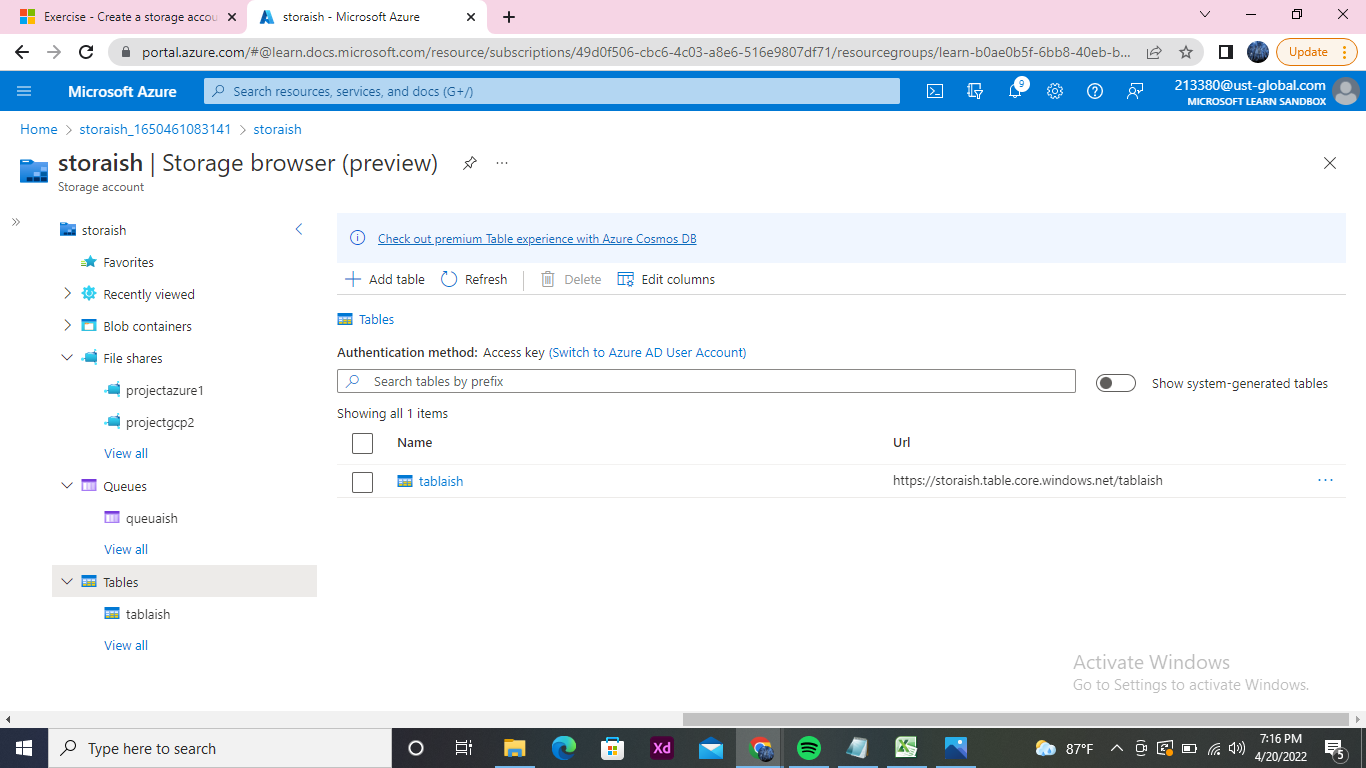 Exercise - Create a storage accou
storaish - Microsoft Azure
portal.azure.com/#@learn.docs.microsoft.com/resource/subscriptions/49d0f506-cbc6-4c03-a8e6-516e9807df71/resourcegroups/learn-b0ae0b5f-6bb8-40eb-b...
Update
Microsoft Azure
Search resources, services, and docs (G+/)
9
213380@ust-global.com
MICROSOFT LEARN SANDBOX
Home > storaish_1650461083141 > storaish
storaish | Storage browser (preview)
Storage account
storaish
Favorites
Recently viewed
Blob containers
File shares
projectazure1
projectgcp2
View all
Queues
queuaish
View all
Tables
tablaish
View all
Check out premium Table experience with Azure Cosmos DB
Add table Refresh Delete Edit columns
Tables
Authentication method: Access key (Switch to Azure AD User Account)
Search tables by prefix
Show system-generated tables
Showing all 1 items
Name Url
tablaish https://storaish.table.core.windows.net/tablaish
Activate Windows
Go to Settings to activate Windows.
Type here to search
Xd
87°F
7:16 PM
4/20/2022
5